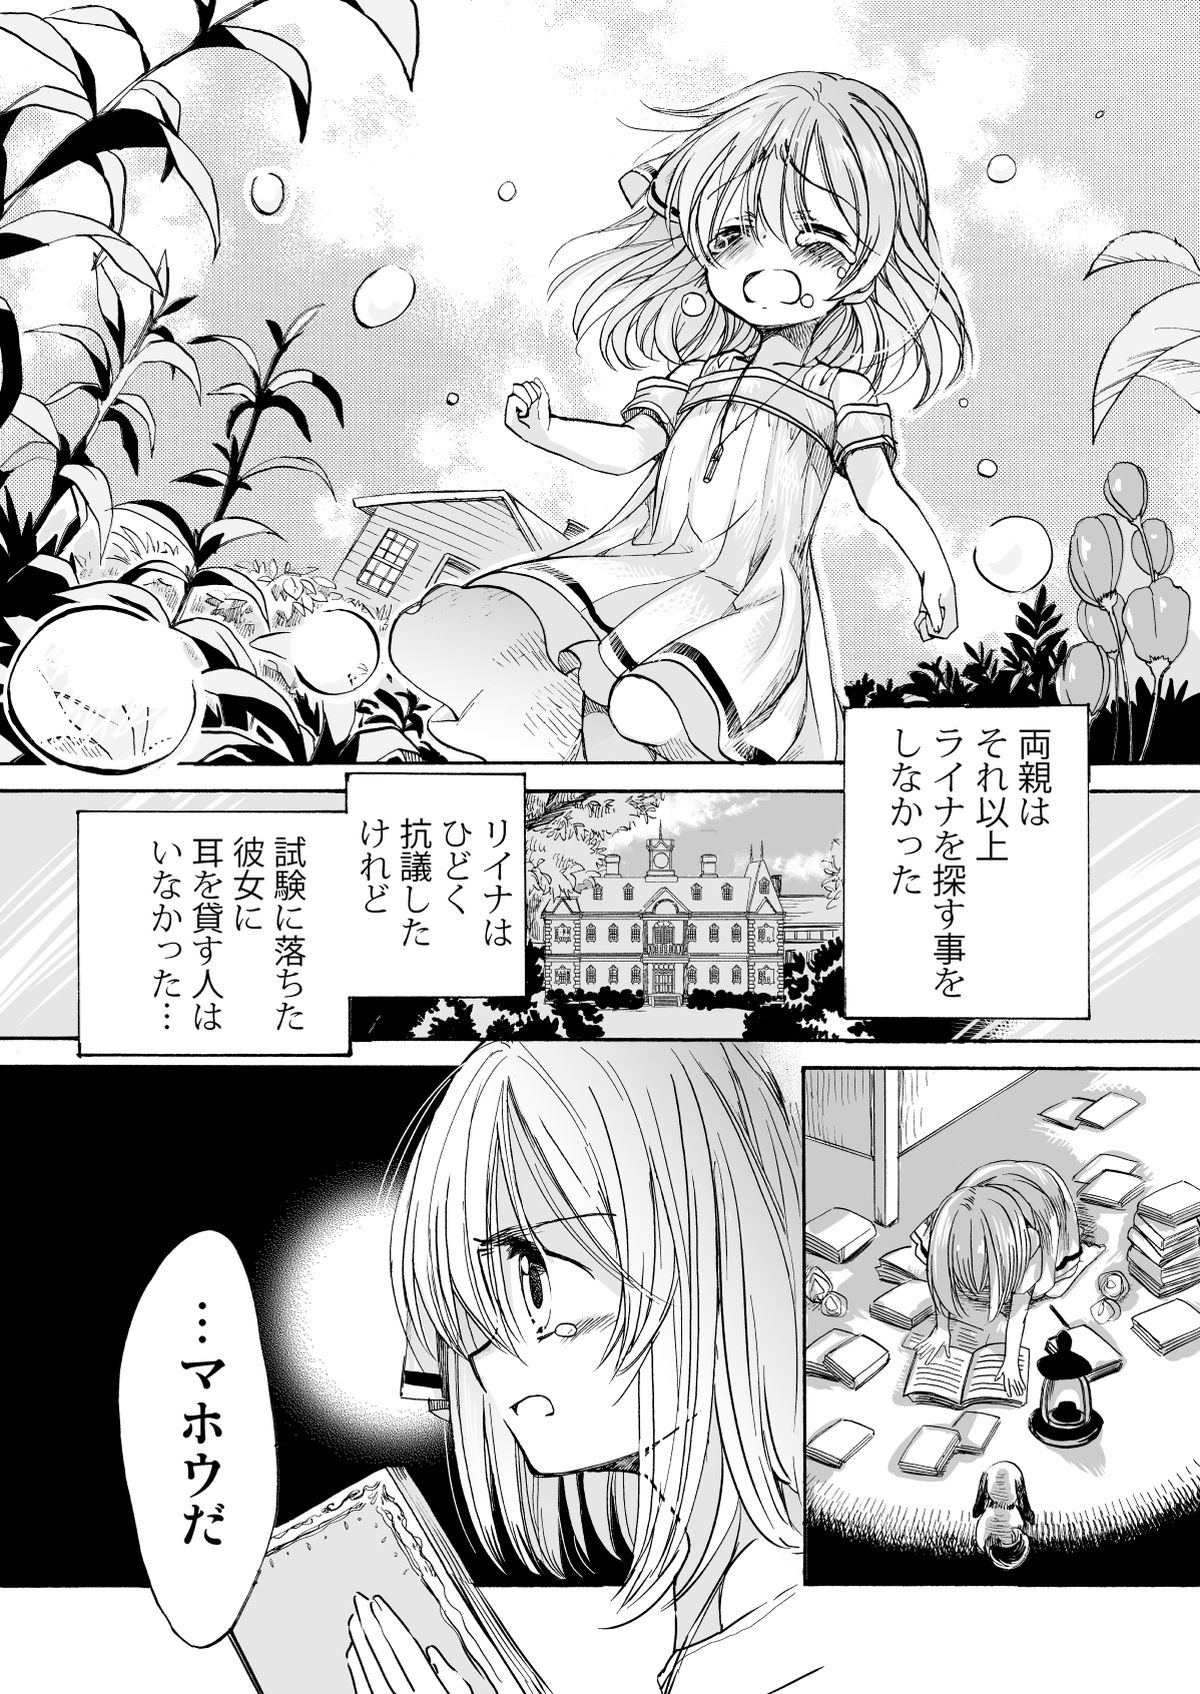 両親は
それ以上
ライナを探す事を
しなかった
リイナは
ひどく
抗議した
けれど
試験に落ちた
彼女に
耳を貸す人は
いなかった…
…マホウだ